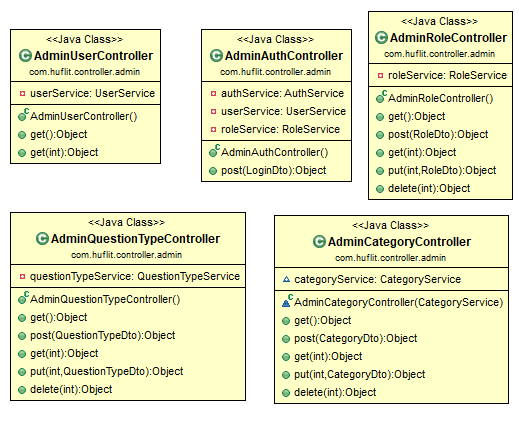 <<Java Class>>
AdminUserController
com.huflit.controller.admin
userService: UserService
AdminUserController()
get():Object
get(int):Object
<<Java Class>>
AdminAuthController
com.huflit.controller.admin
authService: AuthService
userService: UserService
roleService: RoleService
AdminAuthController()
post(LoginDto):Object
<<Java Class>>
AdminRoleController
com.huflit.controller.admin
roleService: RoleService
AdminRoleController()
get():Object
post(RoleDto):Object
get(int):Object
put(int,RoleDto):Object
delete(int):Object
<<Java Class>>
AdminQuestionTypeController
com.huflit.controller.admin
questionTypeService: QuestionTypeService
AdminQuestionTypeController()
get():Object
post(QuestionTypeDto):Object
get(int):Object
put(int,QuestionTypeDto):Object
delete(int):Object
<<Java Class>>
AdminCategoryController
com.huflit.controller.admin
categoryService: CategoryService
AdminCategoryController(CategoryService)
get():Object
post(CategoryDto):Object
get(int):Object
put(int,CategoryDto):Object
delete(int):Object